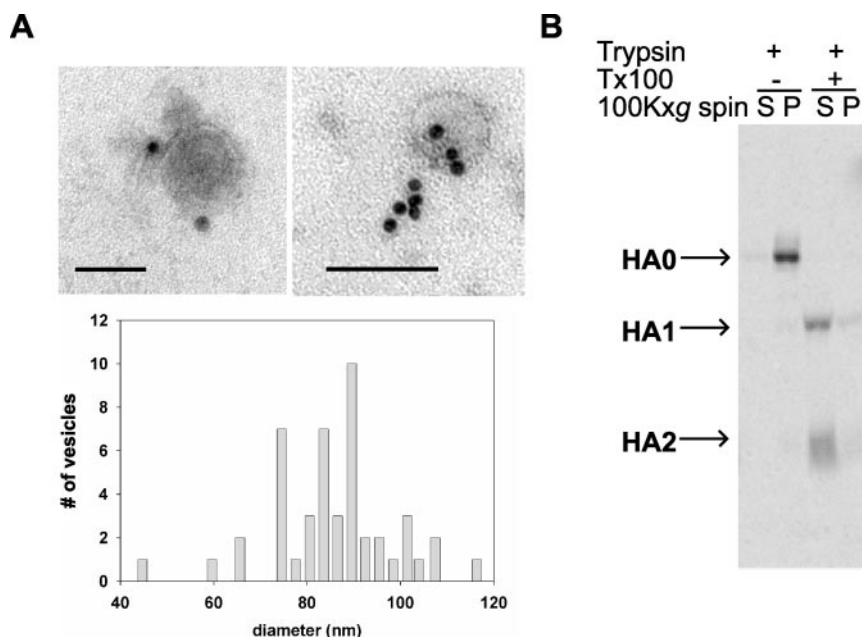 A
12
10
8
6
4
2
0
# of vesicles
40 60 80 100 120
diameter (nm)
B
Trypsin + +
Tx100 - +
100Kxg spin S P S P
HA0
HA1
HA2